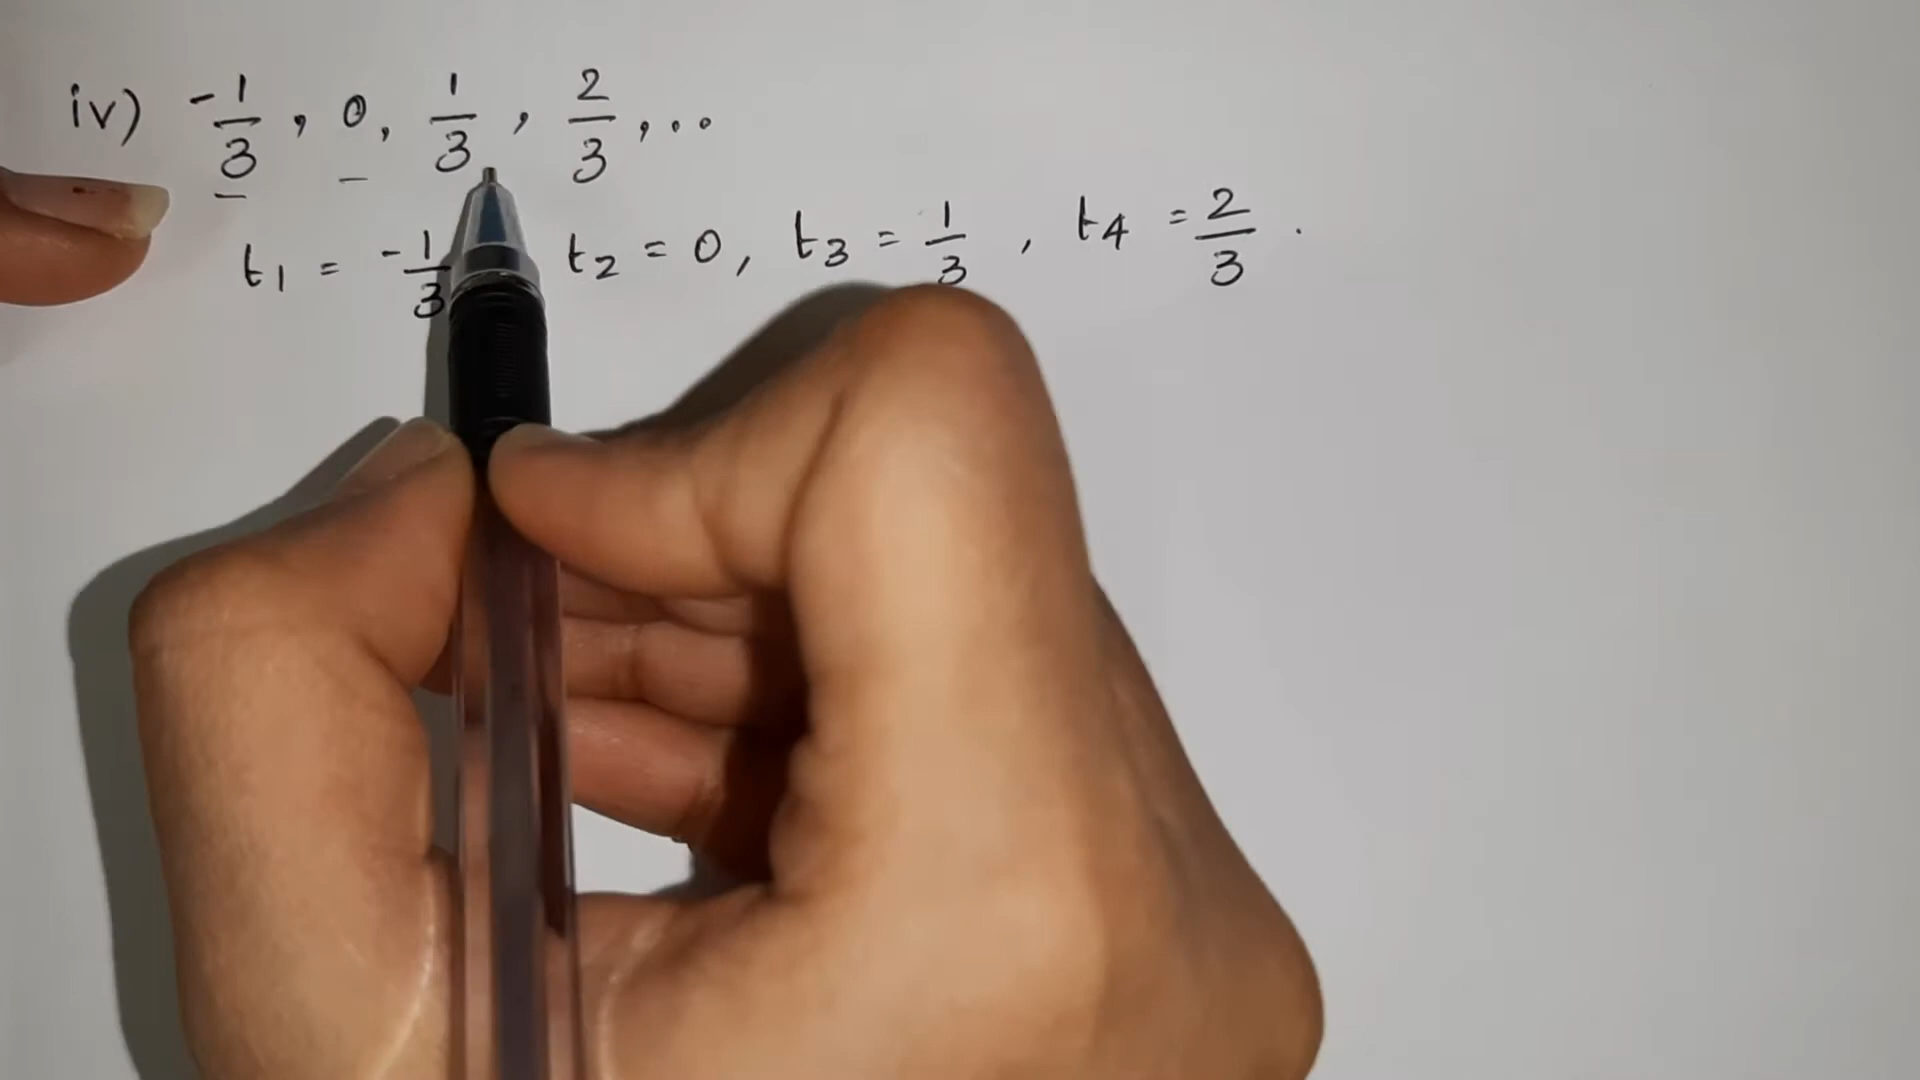 iv) -1/3, 0, 1/3, 2/3, ...
t1 = -1/3 t2 = 0, t3 = 1/3, t4 = 2/3.